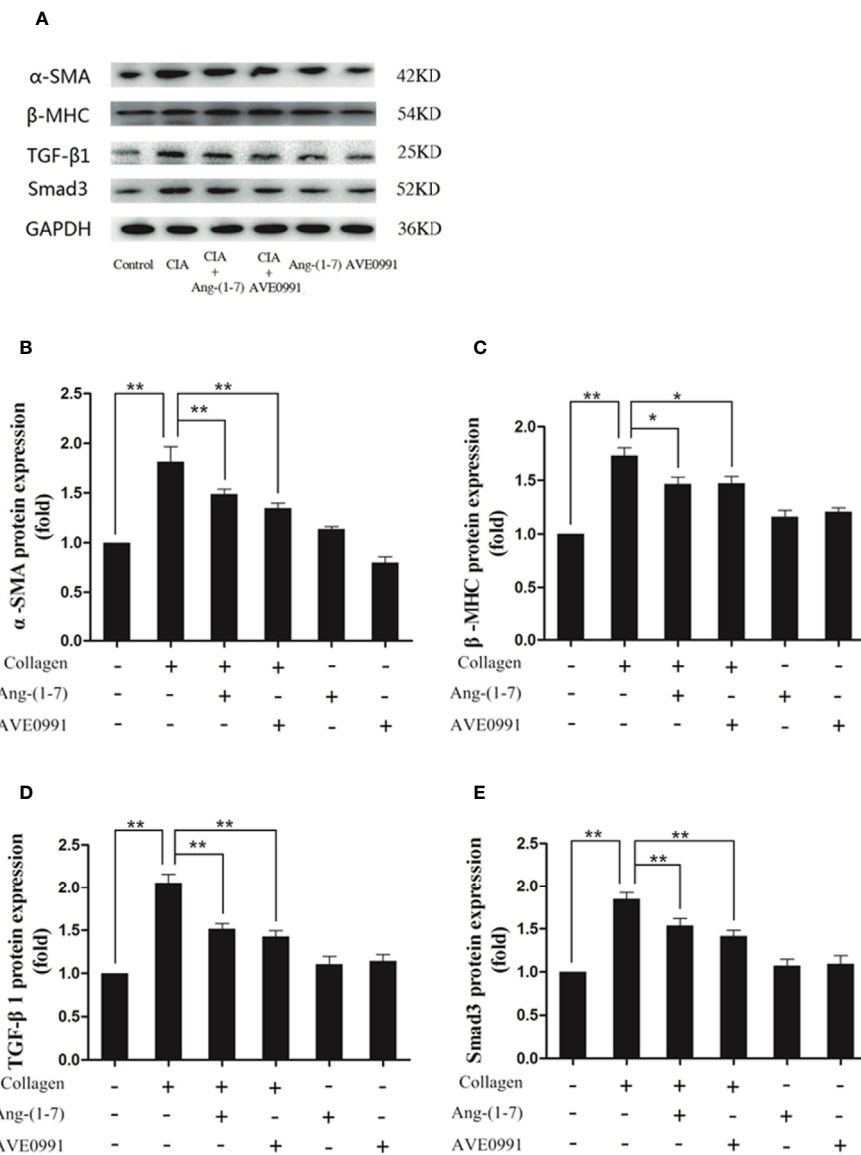 A
α-SMA 42KD
β-MHC 54KD
TGF-β1 25KD
Smad3 52KD
GAPDH 36KD
Control CIA CIA + Ang-(1-7) CIA + AVE0991 Ang-(1-7) AVE0991
B
α -SMA protein expression
(fold)
2.5
2.0
1.5
1.0
0.5
0.0
** ** **
Collagen - + + + - -
Ang-(1-7) - - + - + -
AVE0991 - - - + - +
C
β -MHC protein expression
(fold)
2.0
1.5
1.0
0.5
0.0
** * *
Collagen - + + + - -
Ang-(1-7) - - + - + -
AVE0991 - - - + - +
D
TGF-β 1 protein expression
(fold)
2.5
2.0
1.5
1.0
0.5
0.0
** ** **
Collagen - + + + - -
Ang-(1-7) - - + - + -
AVE0991 - - - + - +
E
Smad3 protein expression
(fold)
2.5
2.0
1.5
1.0
0.5
0.0
** ** **
Collagen - + + + - -
Ang-(1-7) - - + - + -
AVE0991 - - - + - +